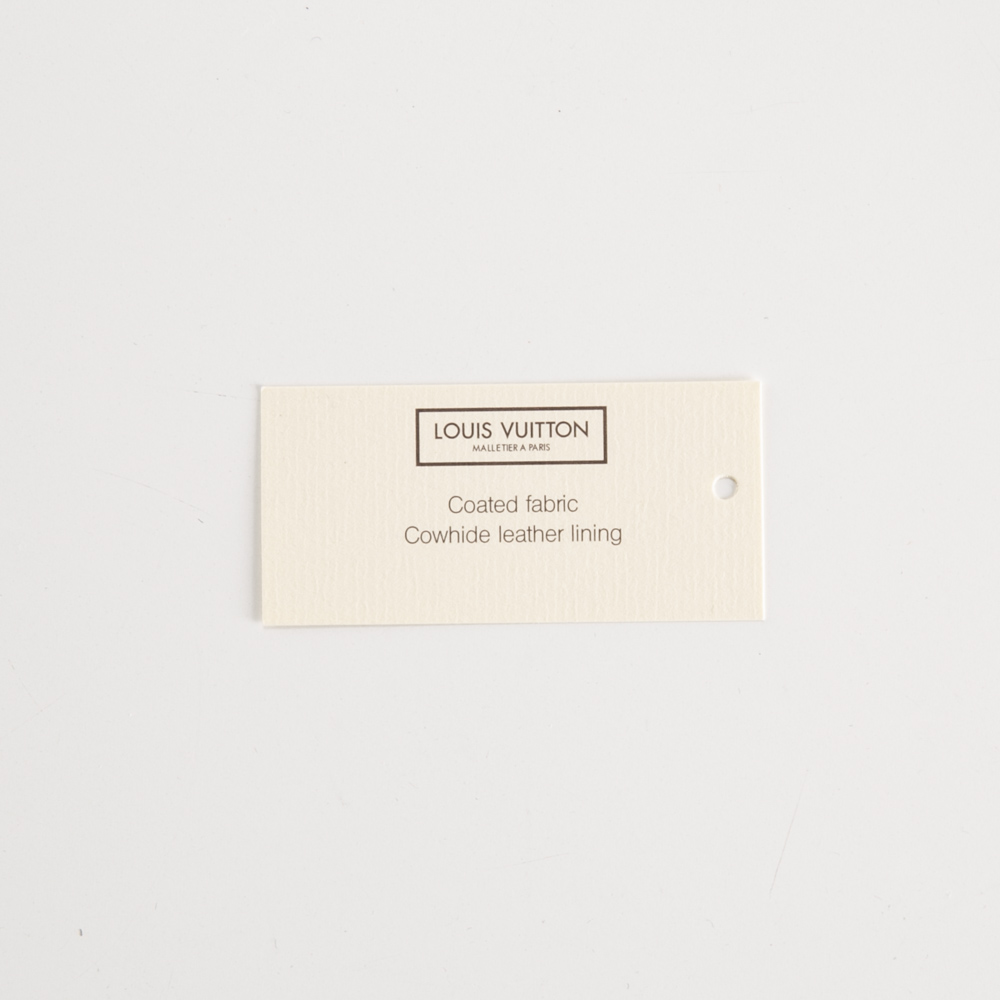 LOUIS VUITTON
MALLETIER A PARIS
Coated fabric
Cowhide leather lining